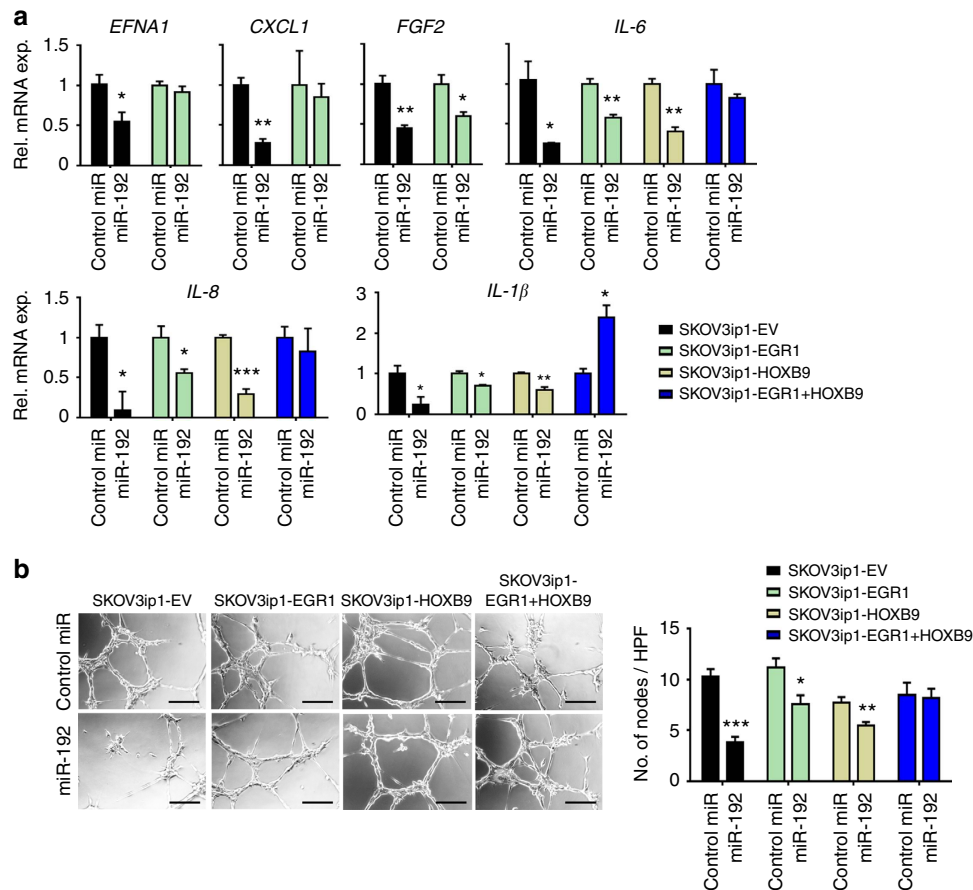 a
EFNA1 CXCL1 FGF2 IL-6
Rel. mRNA exp.
1.5
1
0.5
0
* ** ** * * ** **
Control miR miR-192 Control miR miR-192 Control miR miR-192 Control miR miR-192 Control miR miR-192 Control miR miR-192 Control miR miR-192 Control miR miR-192 Control miR miR-192 Control miR miR-192
IL-8 IL-1β
Rel. mRNA exp.
1.5
1
0.5
0
* * ***
Control miR miR-192 Control miR miR-192 Control miR miR-192 Control miR miR-192
3
2
1
0
* * ** *
Control miR miR-192 Control miR miR-192 Control miR miR-192 Control miR miR-192
SKOV3ip1-EV
SKOV3ip1-EGR1
SKOV3ip1-HOXB9
SKOV3ip1-EGR1+HOXB9
b
SKOV3ip1-EV SKOV3ip1-EGR1 SKOV3ip1-HOXB9 SKOV3ip1-
EGR1+HOXB9
Control miR
miR-192
SKOV3ip1-EV
SKOV3ip1-EGR1
SKOV3ip1-HOXB9
SKOV3ip1-EGR1+HOXB9
No. of nodes / HPF
15
10
5
0
*** * **
Control miR miR-192 Control miR miR-192 Control miR miR-192 Control miR miR-192